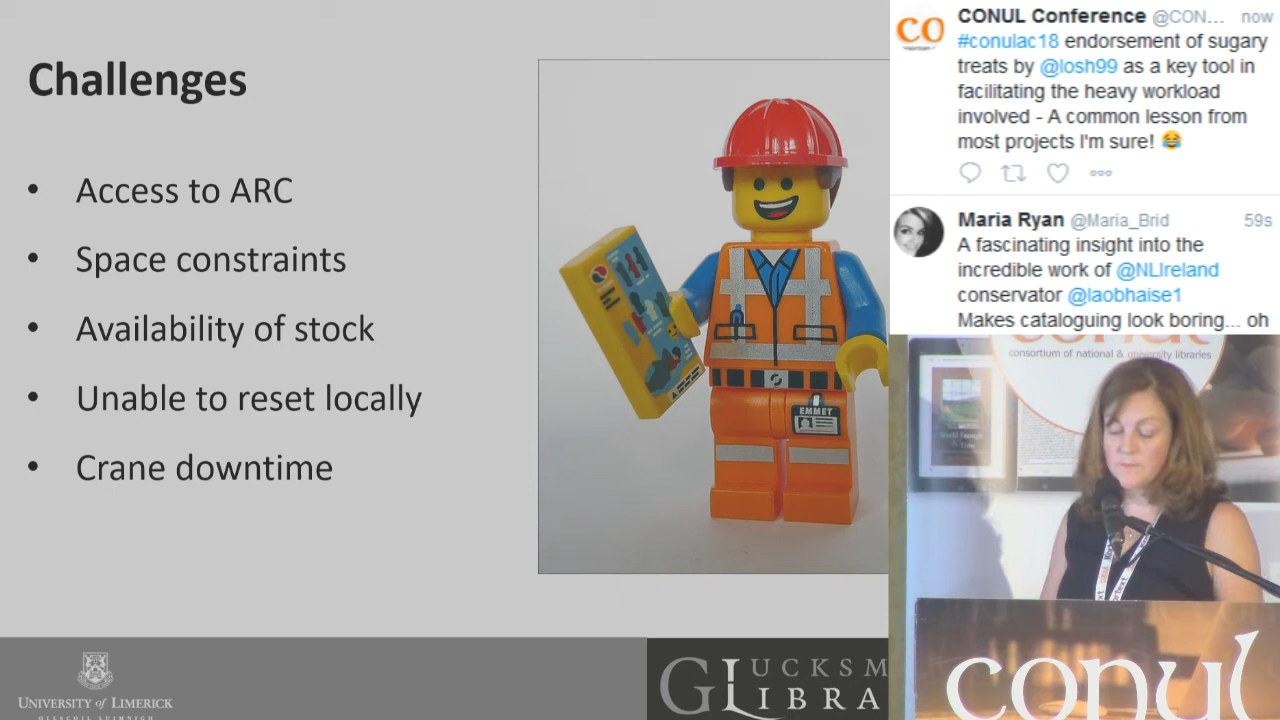 Challenges
• Access to ARC
• Space constraints
• Availability of stock
• Unable to reset locally
• Crane downtime
EMMET
UNIVERSITY of LIMERICK
OLLSCOIL LUIMNIGH
GLUCKSM
LIBRA
CO
CONUL Conference @CON... now
#conulac18 endorsement of sugary
treats by @losh99 as a key tool in
facilitating the heavy workload
involved - A common lesson from
most projects I'm sure! 😂
Maria Ryan @Maria_Brid 59s
A fascinating insight into the
incredible work of @NLIreland
conservator @laobhaise1
Makes cataloguing look boring... oh
consortium of national & university libraries
conul